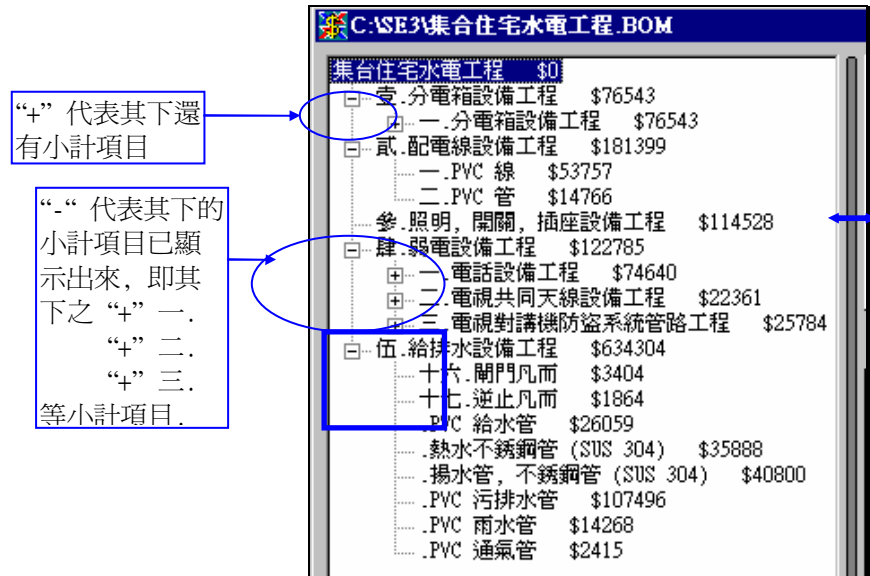 C:\SE3\集合住宅水電工程.BOM
集合住宅水電工程 $0
壹.分電箱設備工程 $76543
一.分電箱設備工程 $76543
貳.配電線設備工程 $181399
一.PVC 線 $53757
二.PVC 管 $14766
參.照明, 開關, 插座設備工程 $114528
肆.弱電設備工程 $122785
一.電話設備工程 $74640
二.電視共同天線設備工程 $22361
三.電視對講機防盜系統管路工程 $25784
伍.給排水設備工程 $634304
十六.閘門凡而 $3404
十七.逆止凡而 $1864
.PVC 給水管 $26059
.熱水不銹鋼管 (SUS 304) $35888
.揚水管, 不銹鋼管 (SUS 304) $40800
.PVC 污排水管 $107496
.PVC 雨水管 $14268
.PVC 通氣管 $2415
“+” 代表其下還
有小計項目
“-“ 代表其下的
小計項目已顯
示出來, 即其
下之 “+” 一.
“+” 二.
“+” 三.
等小計項目.